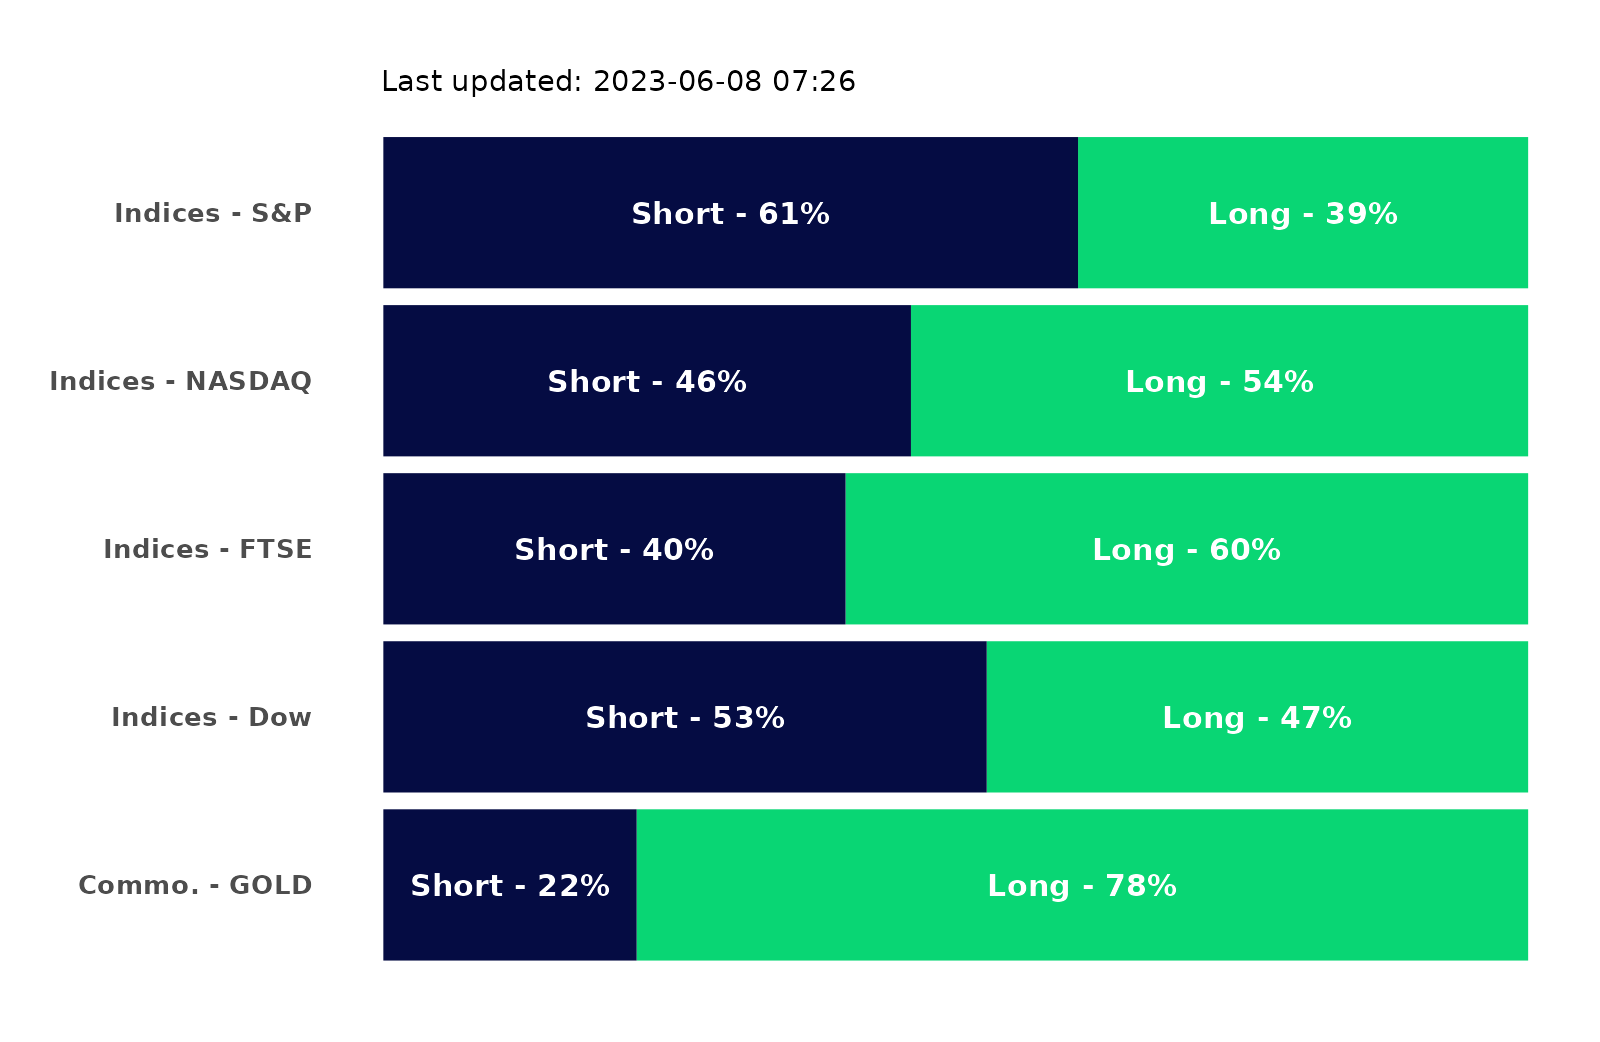 Last updated: 2023-06-08 07:26
Indices - S&P Short - 61% Long - 39%
Indices - NASDAQ Short - 46% Long - 54%
Indices - FTSE Short - 40% Long - 60%
Indices - Dow Short - 53% Long - 47%
Commo. - GOLD Short - 22% Long - 78%